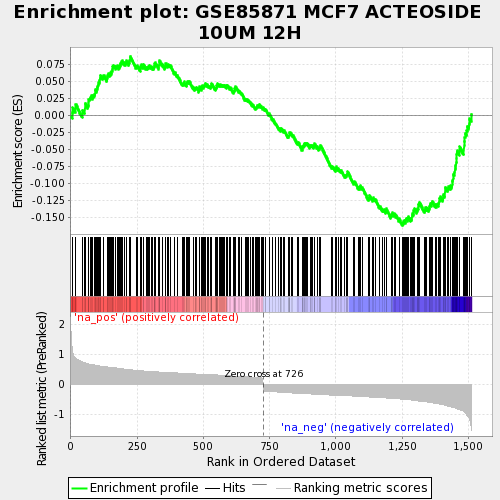 Enrichment plot: GSE85871 MCF7 ACTEOSIDE
10UM 12H
Enrichment score (ES)
0.075
0.050
0.025
0.000
-0.025
-0.050
-0.075
-0.100
-0.125
-0.150
Ranked list metric (PreRanked)
2
1
0
-1
'na_pos' (positively correlated)
Zero cross at 726
'na_neg' (negatively correlated)
0
250
500
750
1,000
1,250
1,500
Rank in Ordered Dataset
Enrichment profile
Hits
Ranking metric scores